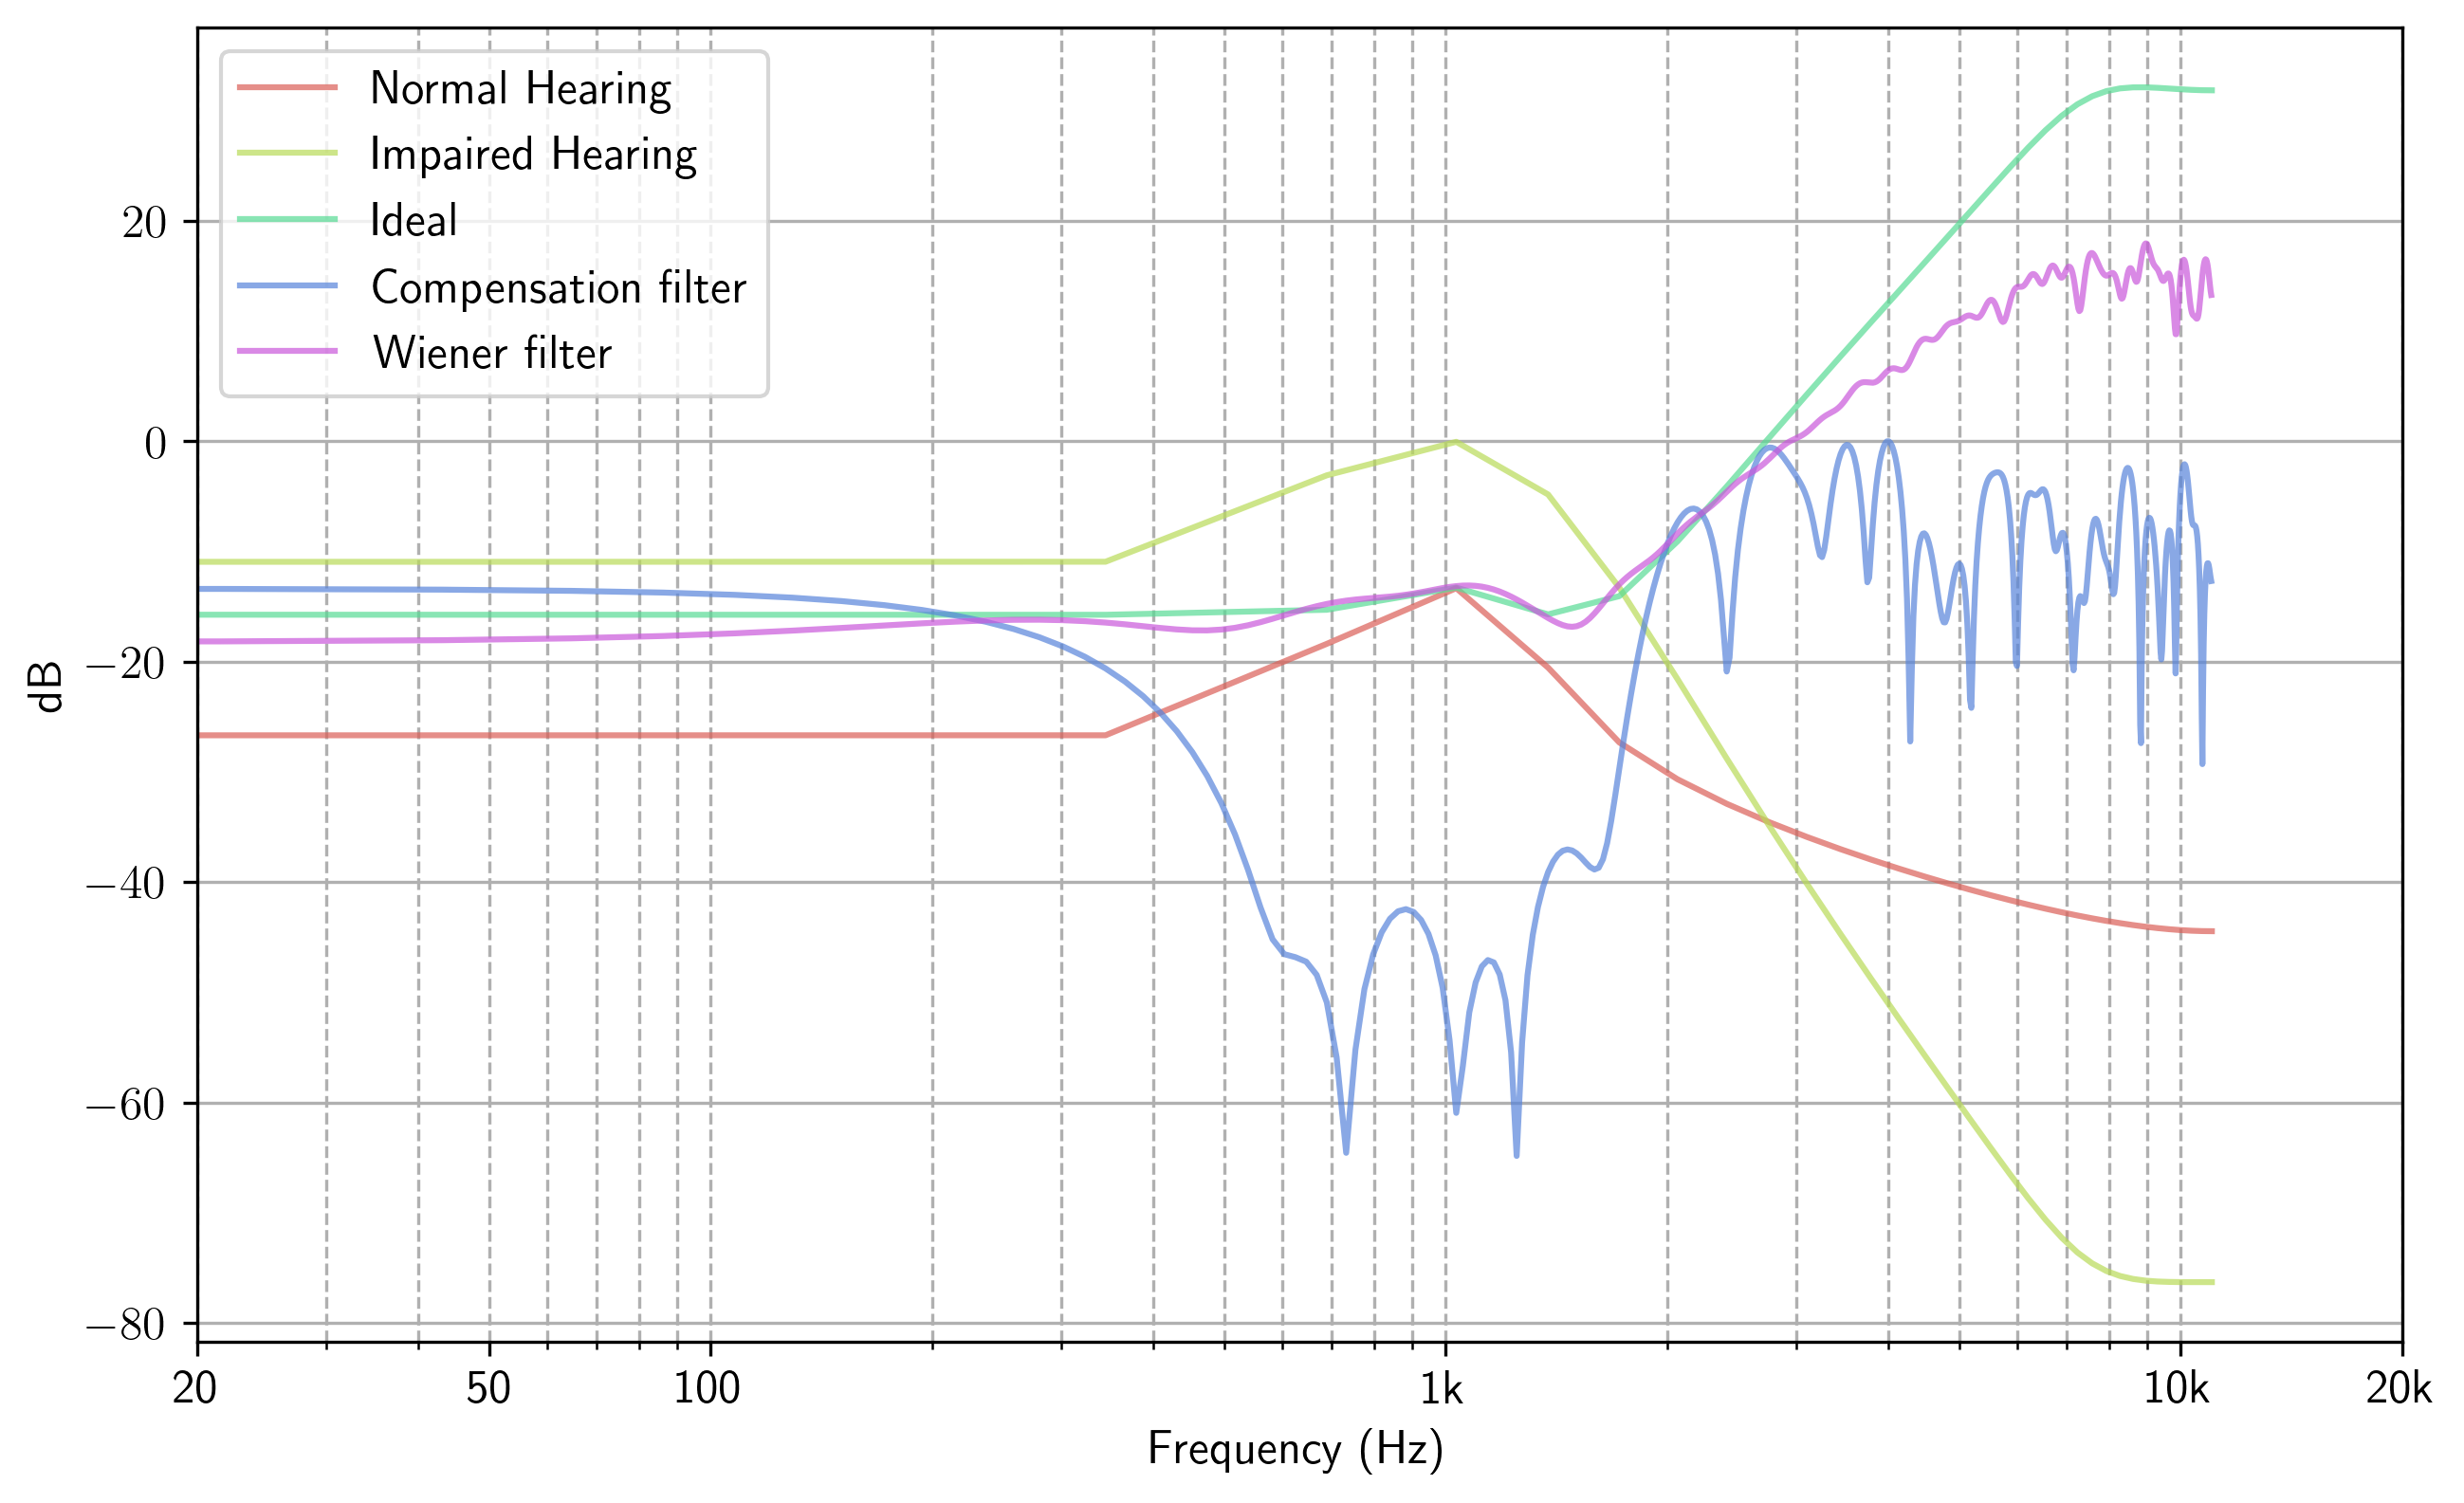 Normal Hearing
Impaired Hearing
Ideal
Compensation filter
Wiener filter
20
0
−20
−40
−60
−80
dB
20 50 100 1k 10k 20k
Frequency (Hz)